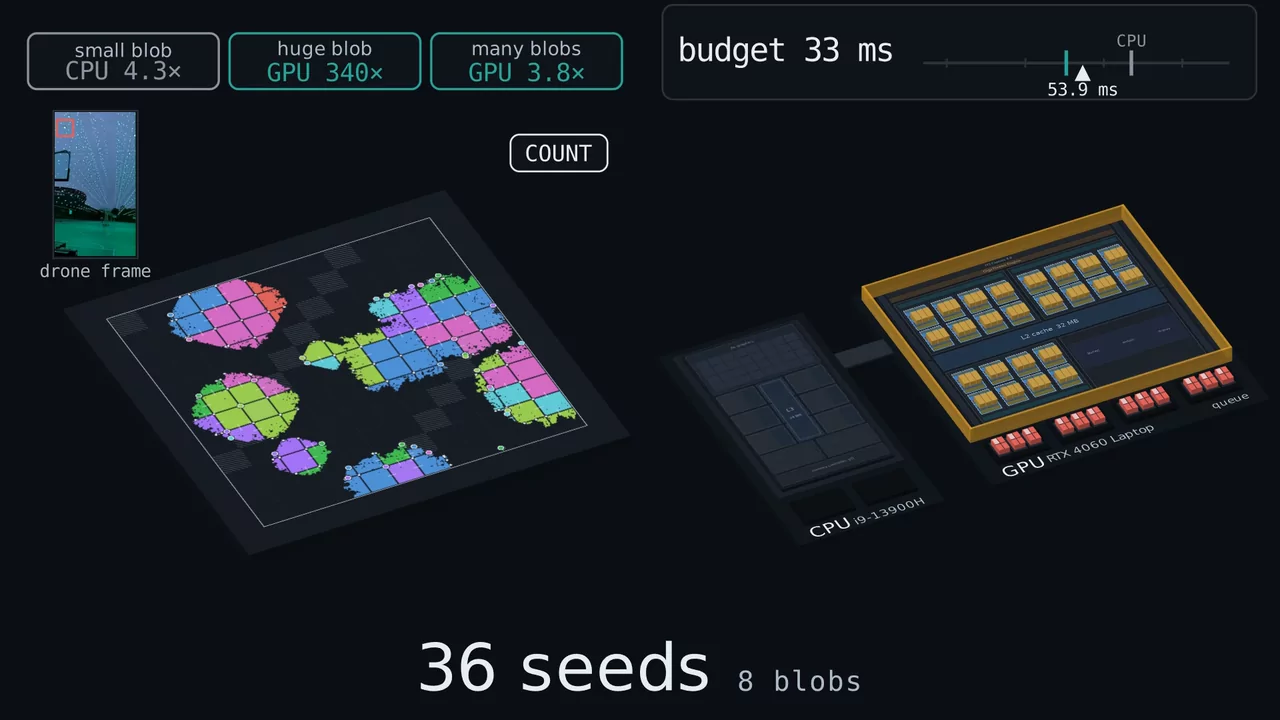 small blob
CPU 4.3×
huge blob
GPU 340×
many blobs
GPU 3.8×
budget 33 ms
CPU
53.9 ms
drone frame
COUNT
L2 cache 32 MB
L3
queue
GPU RTX 4060 Laptop
CPU i9-13900H
36 seeds 8 blobs